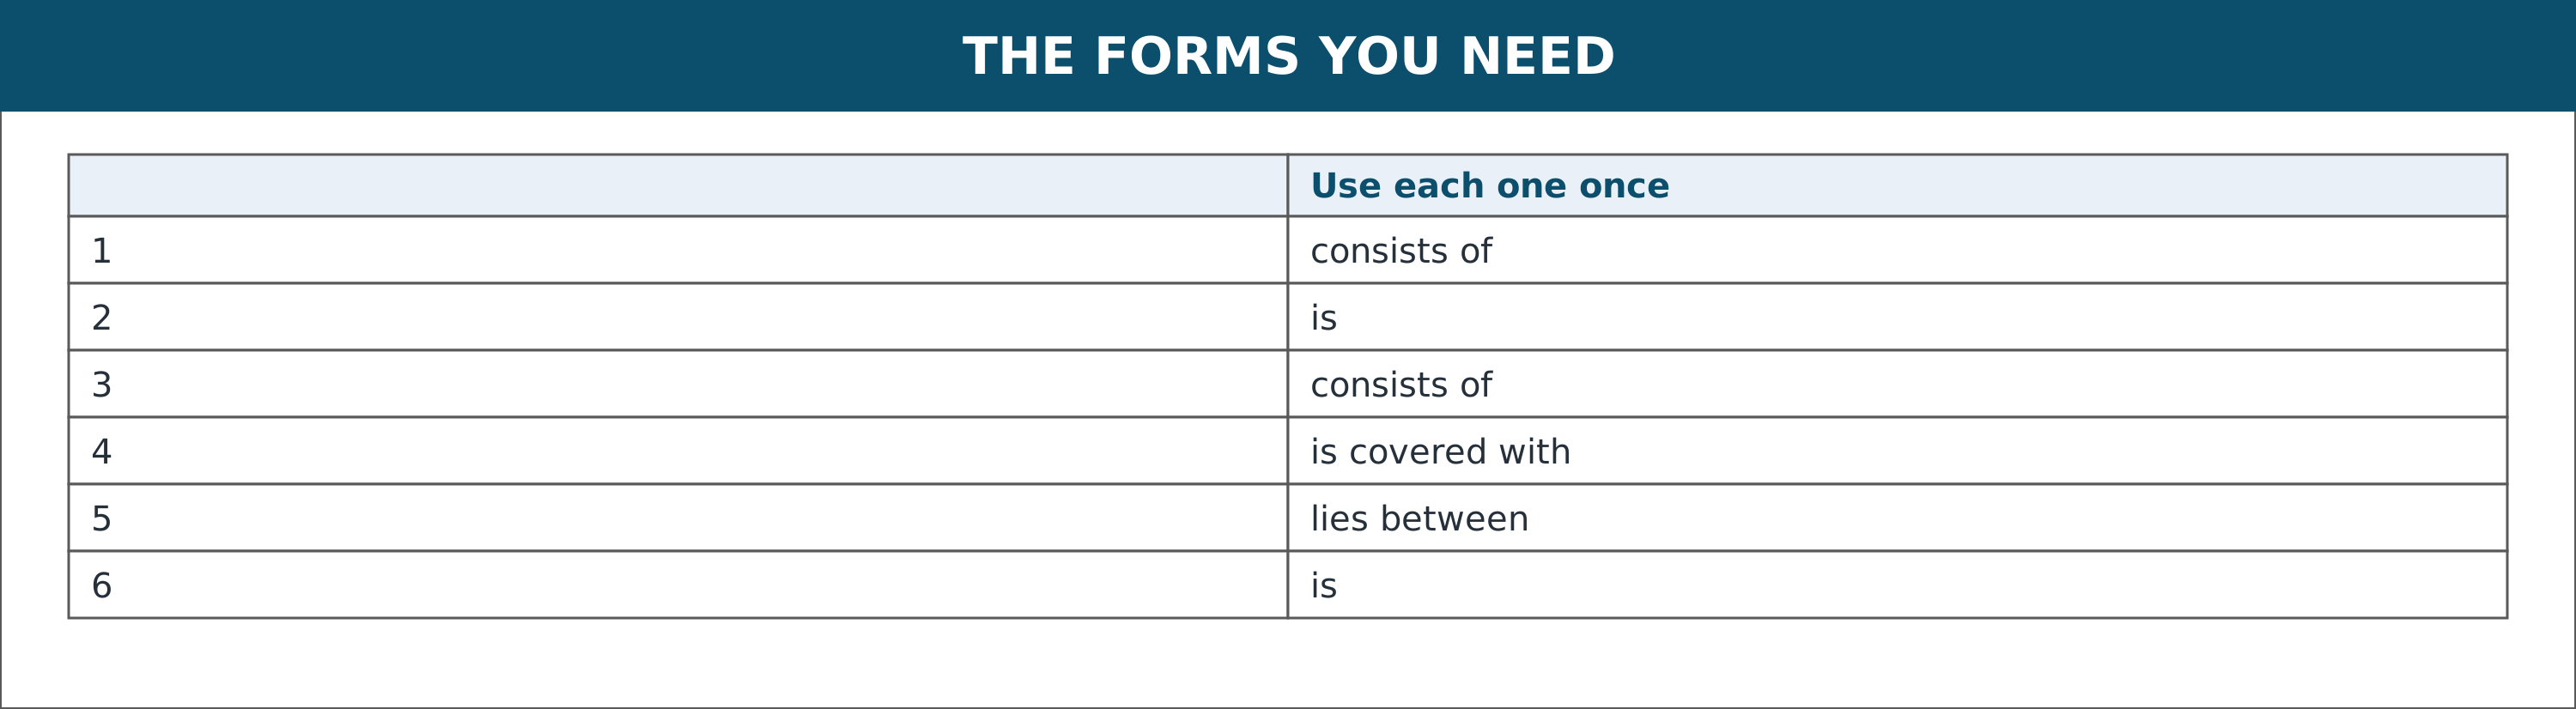 THE FORMS YOU NEED
Use each one once
1 consists of
2 is
3 consists of
4 is covered with
5 lies between
6 is